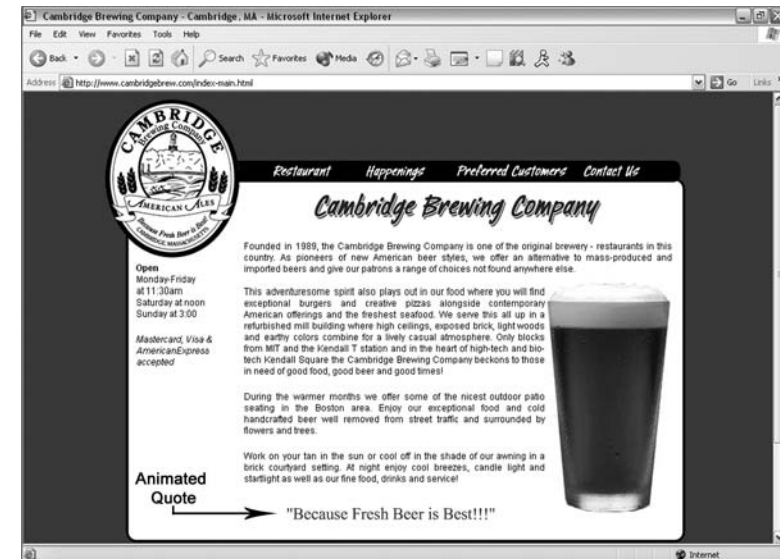 Cambridge Brewing Company - Cambridge, MA - Microsoft Internet Explorer
File Edit View Favorites Tools Help
Back Search Favorites Media
Address http://www.cambridgebrew.com/index-main.html Go Links
CAMBRIDGE
Brewing Company
AMERICAN ALES
Because Fresh Beer is Best!
CAMBRIDGE MASSACHUSETTS
Restaurant Happenings Preferred Customers Contact Us
Cambridge Brewing Company
Open
Monday-Friday
at 11:30am
Saturday at noon
Sunday at 3:00
Mastercard, Visa &
AmericanExpress
accepted
Founded in 1989, the Cambridge Brewing Company is one of the original brewery - restaurants in this
country. As pioneers of new American beer styles, we offer an alternative to mass-produced and
imported beers and give our patrons a range of choices not found anywhere else.
This adventuresome spirit also plays out in our food where you will find
exceptional burgers and creative pizzas alongside contemporary
American offerings and the freshest seafood. We serve this all up in a
refurbished mill building where high ceilings, exposed brick, light woods
and earthy colors combine for a lively casual atmosphere. Only blocks
from MIT and the Kendall T station and in the heart of high-tech and bio-
tech Kendall Square the Cambridge Brewing Company beckons to those
in need of good food, good beer and good times!
During the warmer months we offer some of the nicest outdoor patio
seating in the Boston area. Enjoy our exceptional food and cold
handcrafted beer well removed from street traffic and surrounded by
flowers and trees.
Work on your tan in the sun or cool off in the shade of our awning in a
brick courtyard setting. At night enjoy cool breezes, candle light and
starlight as well as our fine food, drinks and service!
Animated
Quote
"Because Fresh Beer is Best!!!"
Internet